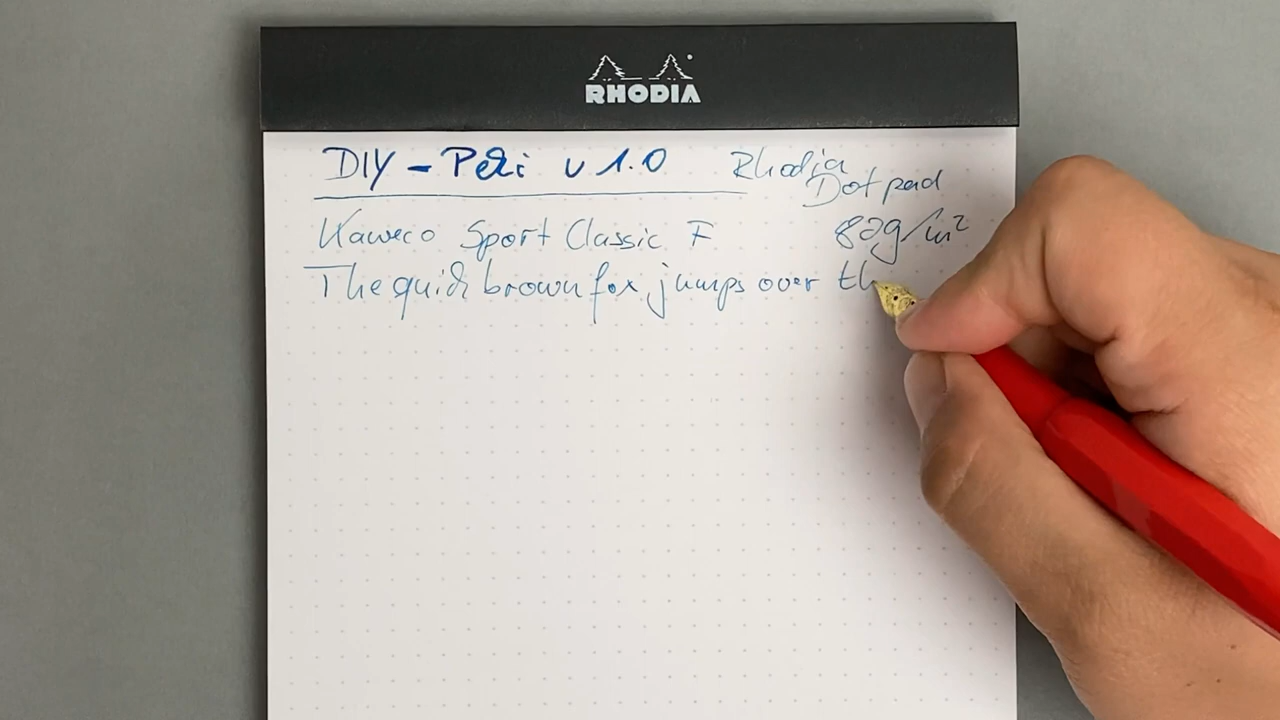 RHODIA
DIY - Peli v 1.0
Rhodia
Dot pad
Kaweco Sport Classic F
80g/m²
The quick brown fox jumps over th